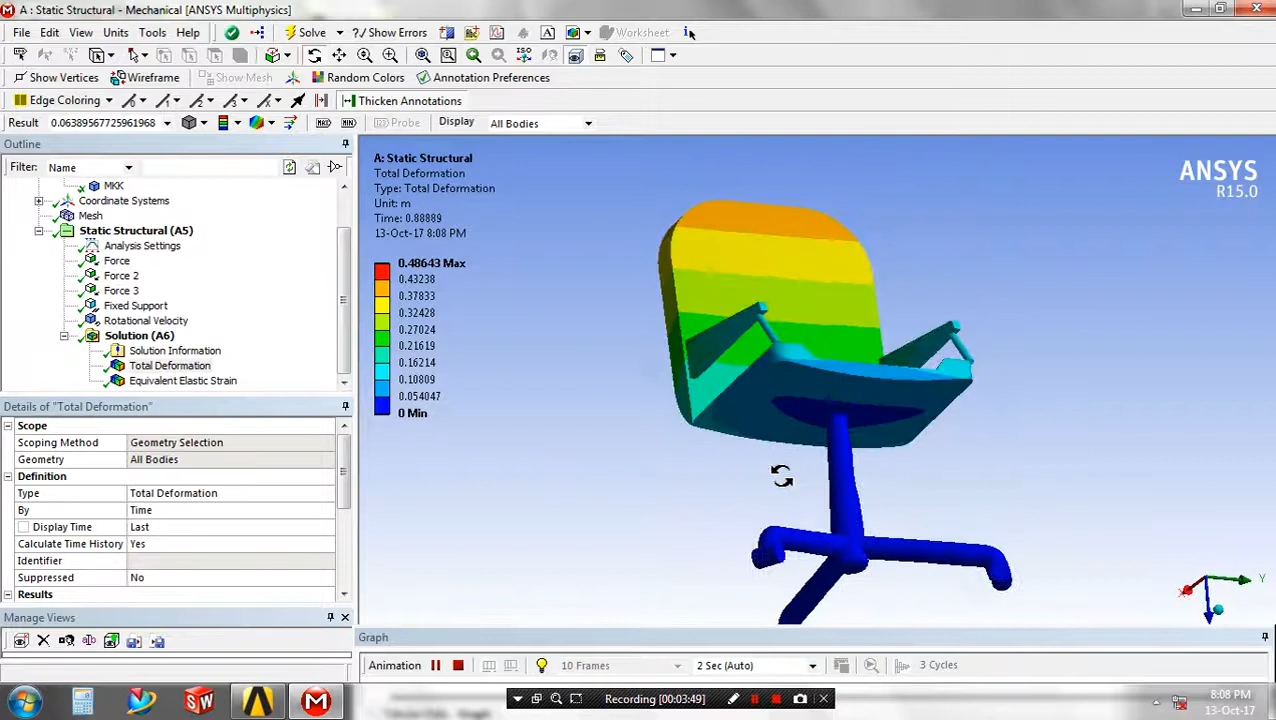 A : Static Structural - Mechanical [ANSYS Multiphysics]
File Edit View Units Tools Help Solve ?/ Show Errors Worksheet
Show Vertices Wireframe Show Mesh Random Colors Annotation Preferences
Edge Coloring Thicken Annotations
Result 0.06389567725961968 MAX MIN Probe Display All Bodies
Outline
Filter: Name
MKK
Coordinate Systems
Mesh
Static Structural (A5)
Analysis Settings
Force
Force 2
Force 3
Fixed Support
Rotational Velocity
Solution (A6)
Solution Information
Total Deformation
Equivalent Elastic Strain
Details of "Total Deformation"
Scope
Scoping Method Geometry Selection
Geometry All Bodies
Definition
Type Total Deformation
By Time
Display Time Last
Calculate Time History Yes
Identifier
Suppressed No
Results
Manage Views
A: Static Structural
Total Deformation
Type: Total Deformation
Unit: m
Time: 0.88889
13-Oct-17 8:08 PM
0.48643 Max
0.43238
0.37833
0.32428
0.27024
0.21619
0.16214
0.10809
0.054047
0 Min
ANSYS
R15.0
Y
Graph
Animation 10 Frames 2 Sec (Auto) 3 Cycles
Recording [00:03:49]
8:08 PM
13-Oct-17